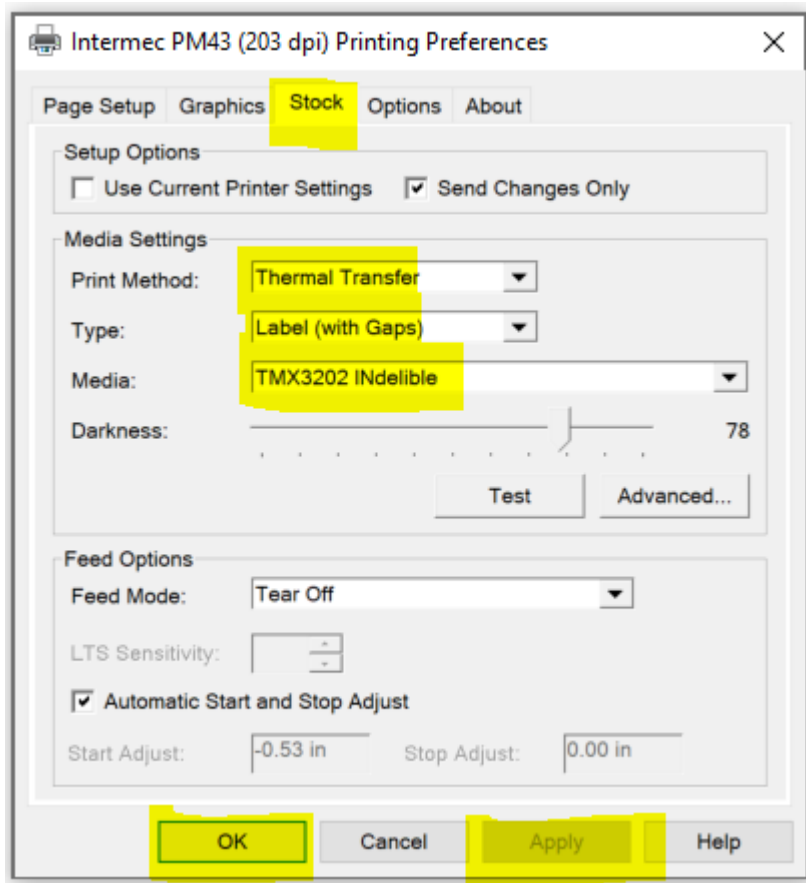 Intermec PM43 (203 dpi) Printing Preferences
Page Setup Graphics Stock Options About
Setup Options
Use Current Printer Settings Send Changes Only
Media Settings
Print Method: Thermal Transfer
Type: Label (with Gaps)
Media: TMX3202 INdelible
Darkness: 78
Test Advanced...
Feed Options
Feed Mode: Tear Off
LTS Sensitivity:
Automatic Start and Stop Adjust
Start Adjust: -0.53 in Stop Adjust: 0.00 in
OK Cancel Apply Help